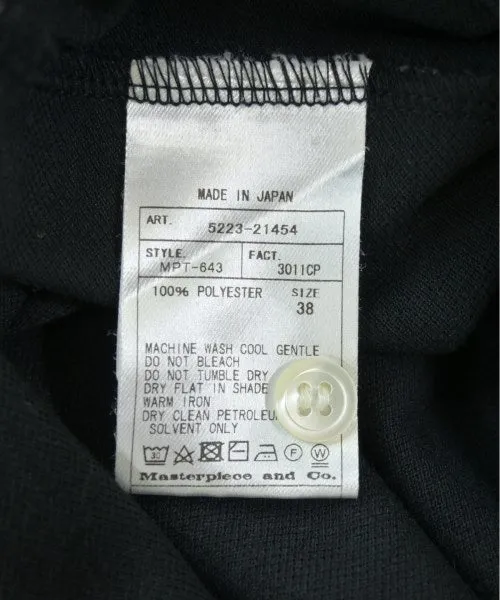 MADE IN JAPAN
ART. 5223-21454
STYLE. FACT.
MPT-643 3011CP
100% POLYESTER SIZE
38
MACHINE WASH COOL GENTLE
DO NOT BLEACH
DO NOT TUMBLE DRY
DRY FLAT IN SHADE
WARM IRON
DRY CLEAN PETROLEU
SOLVENT ONLY
30 F W
Masterpiece and Co.